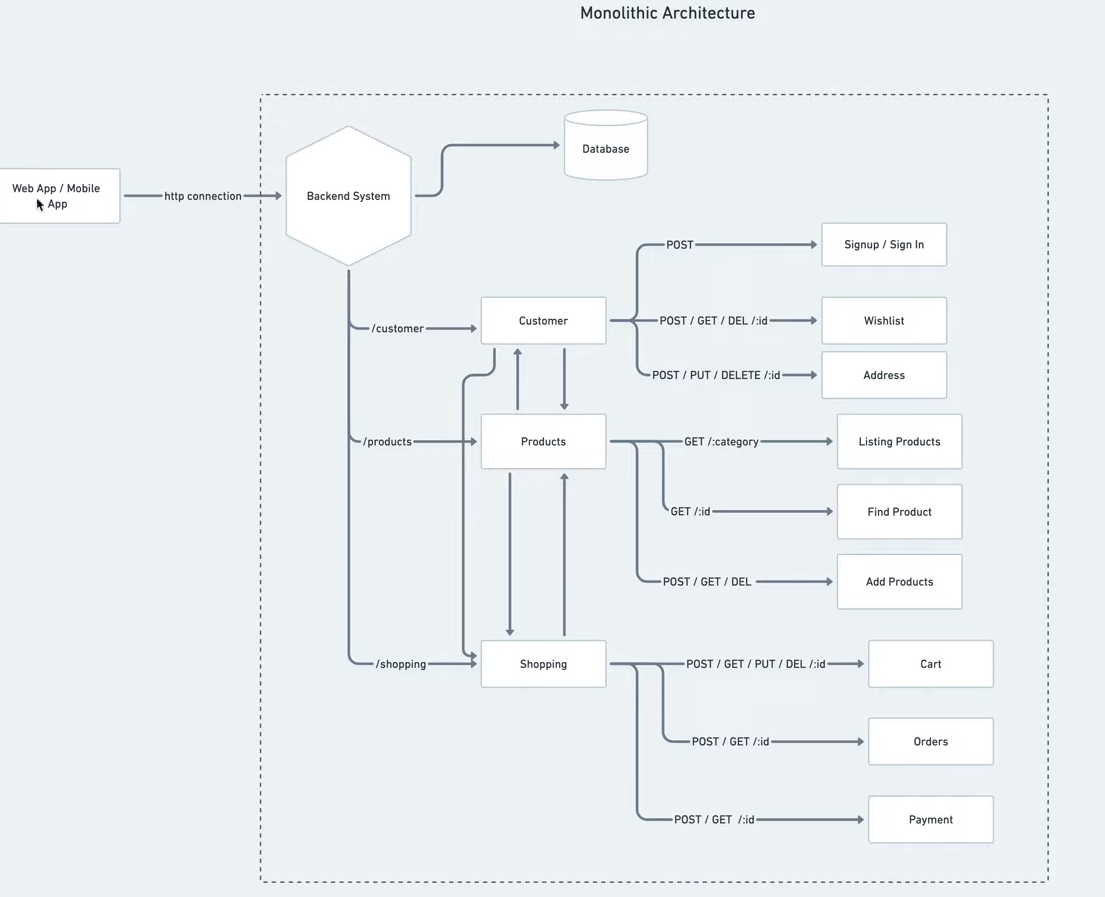 Monolithic Architecture
Database
Web App / Mobile
App
http connection
Backend System
POST
Signup / Sign In
/customer
Customer
POST / GET / DEL /:id
Wishlist
POST / PUT / DELETE /:id
Address
/products
Products
GET /:category
Listing Products
GET /:id
Find Product
POST / GET / DEL
Add Products
/shopping
Shopping
POST / GET / PUT / DEL /:id
Cart
POST / GET /:id
Orders
POST / GET /:id
Payment